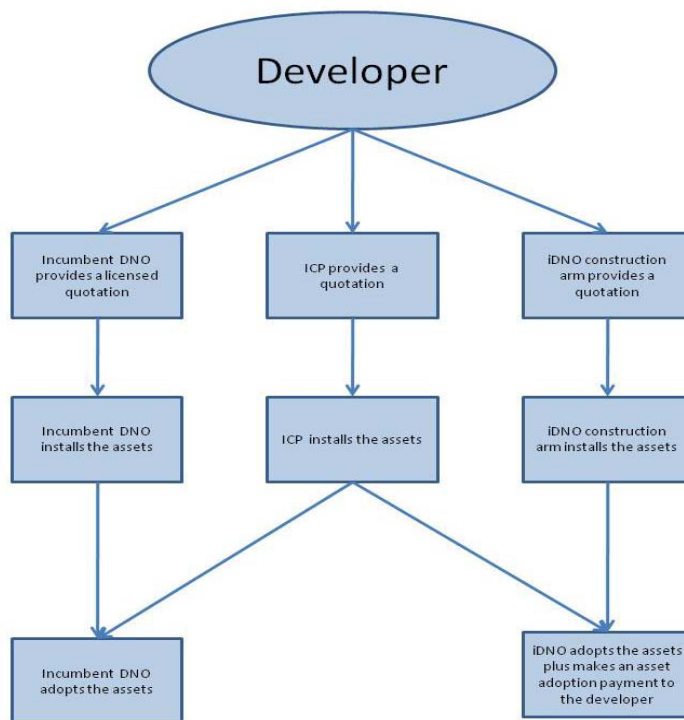 Developer
Incumbent DNO
provides a licensed
quotation
ICP provides a
quotation
iDNO construction
arm provides a
quotation
Incumbent DNO
installs the assets
ICP installs the assets
iDNO construction
arm installs the assets
Incumbent DNO
adopts the assets
iDNO adopts the assets
plus makes an asset
adoption payment to
the developer